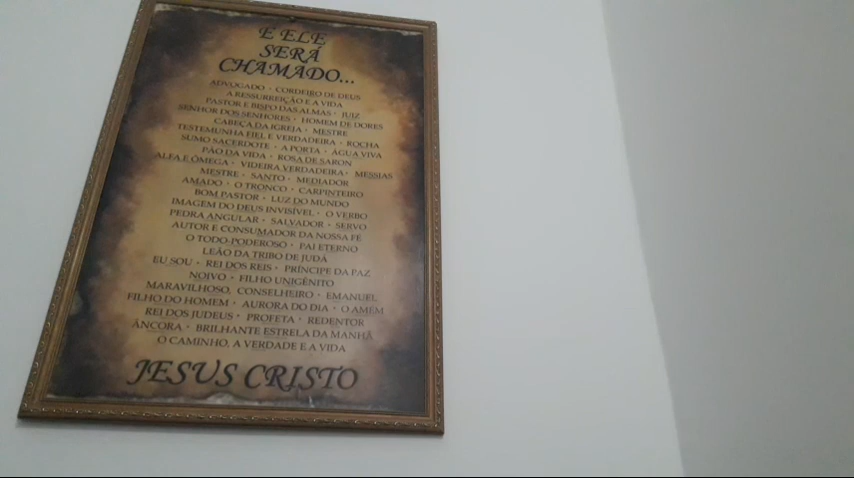 E ELE
SERÁ
CHAMADO...
ADVOGADO • CORDEIRO DE DEUS
A RESSURREIÇÃO E A VIDA
PASTOR E BISPO DAS ALMAS • JUIZ
SENHOR DOS SENHORES • HOMEM DE DORES
CABEÇA DA IGREJA • MESTRE
TESTEMUNHA FIEL E VERDADEIRA • ROCHA
SUMO SACERDOTE • A PORTA • ÁGUA VIVA
PÃO DA VIDA • ROSA DE SARON
ALFA E ÔMEGA • VIDEIRA VERDADEIRA • MESSIAS
MESTRE • SANTO • MEDIADOR
AMADO • O TRONCO • CARPINTEIRO
BOM PASTOR • LUZ DO MUNDO
IMAGEM DO DEUS INVISÍVEL • O VERBO
PEDRA ANGULAR • SALVADOR • SERVO
AUTOR E CONSUMADOR DA NOSSA FÉ
O TODO-PODEROSO • PAI ETERNO
LEÃO DA TRIBO DE JUDÁ
EU SOU • REI DOS REIS • PRÍNCIPE DA PAZ
NOIVO • FILHO UNIGÊNITO
MARAVILHOSO, CONSELHEIRO • EMANUEL
FILHO DO HOMEM • AURORA DO DIA • O AMÉM
REI DOS JUDEUS • PROFETA • REDENTOR
ÂNCORA • BRILHANTE ESTRELA DA MANHÃ
O CAMINHO, A VERDADE E A VIDA
JESUS CRISTO